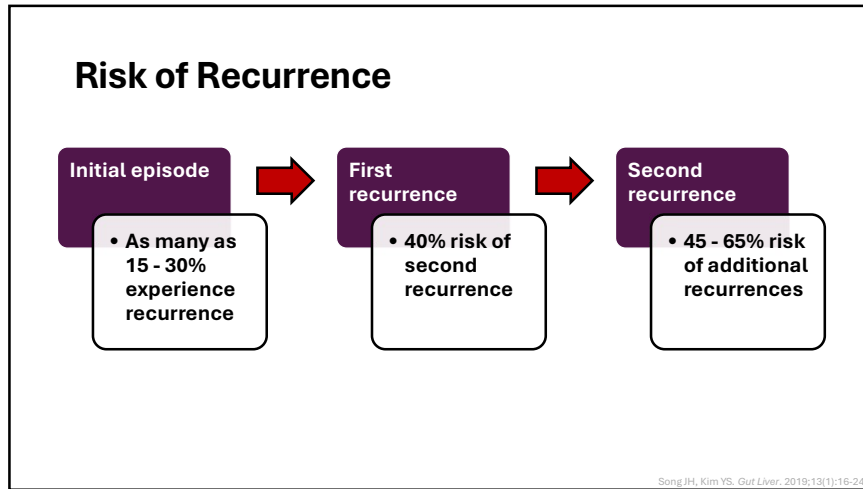 Risk of Recurrence
Initial episode
• As many as
15 - 30%
experience
recurrence
First
recurrence
• 40% risk of
second
recurrence
Second
recurrence
• 45 - 65% risk
of additional
recurrences
Song JH, Kim YS. Gut Liver. 2019;13(1):16-24